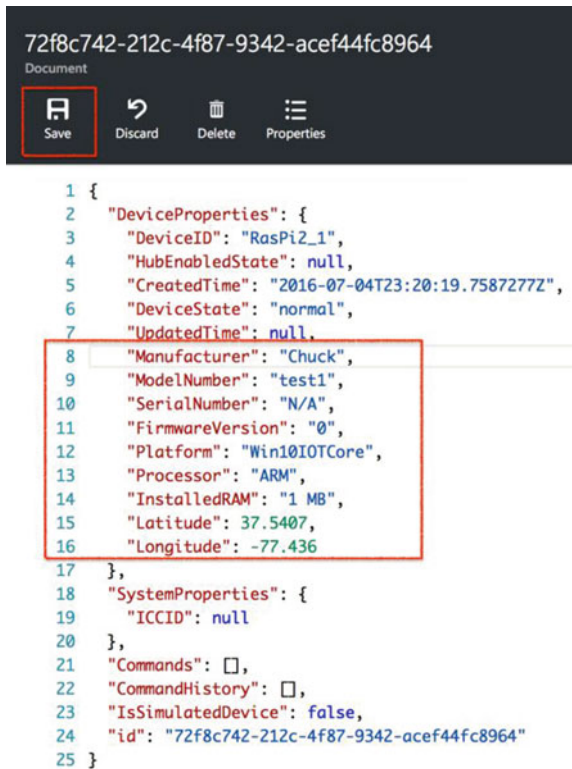 72f8c742-212c-4f87-9342-acef44fc8964
Document
Save Discard Delete Properties
1 {
2 "DeviceProperties": {
3 "DeviceID": "RasPi2_1",
4 "HubEnabledState": null,
5 "CreatedTime": "2016-07-04T23:20:19.7587277Z",
6 "DeviceState": "normal",
7 "UpdatedTime": null,
8 "Manufacturer": "Chuck",
9 "ModelNumber": "test1",
10 "SerialNumber": "N/A",
11 "FirmwareVersion": "0",
12 "Platform": "Win10IOTCore",
13 "Processor": "ARM",
14 "InstalledRAM": "1 MB",
15 "Latitude": 37.5407,
16 "Longitude": -77.436
17 },
18 "SystemProperties": {
19 "ICCID": null
20 },
21 "Commands": [],
22 "CommandHistory": [],
23 "IsSimulatedDevice": false,
24 "id": "72f8c742-212c-4f87-9342-acef44fc8964"
25 }